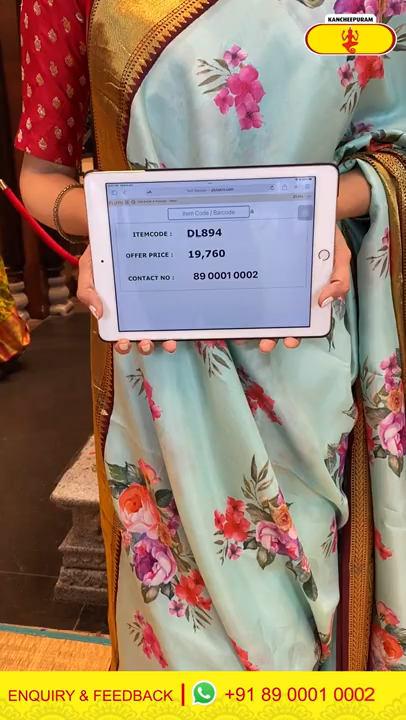 KANCHEEPURAM
Item Code / Barcode
ITEMCODE : DL894
OFFER PRICE : 19,760
CONTACT NO : 89 0001 0002
ENQUIRY & FEEDBACK | +91 89 0001 0002